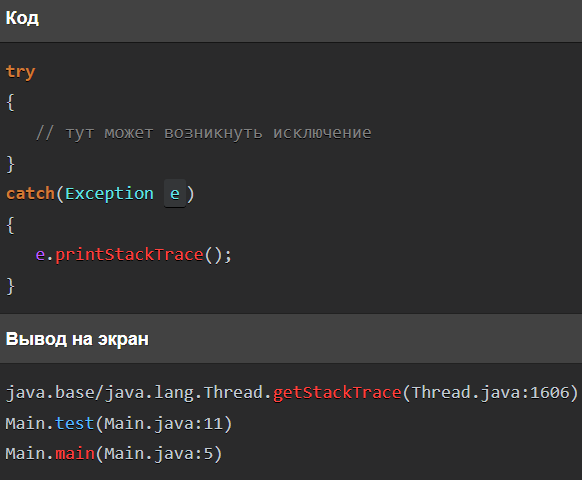 Код
try
{
// тут может возникнуть исключение
}
catch(Exception e)
{
e.printStackTrace();
}
Вывод на экран
java.base/java.lang.Thread.getStackTrace(Thread.java:1606)
Main.test(Main.java:11)
Main.main(Main.java:5)